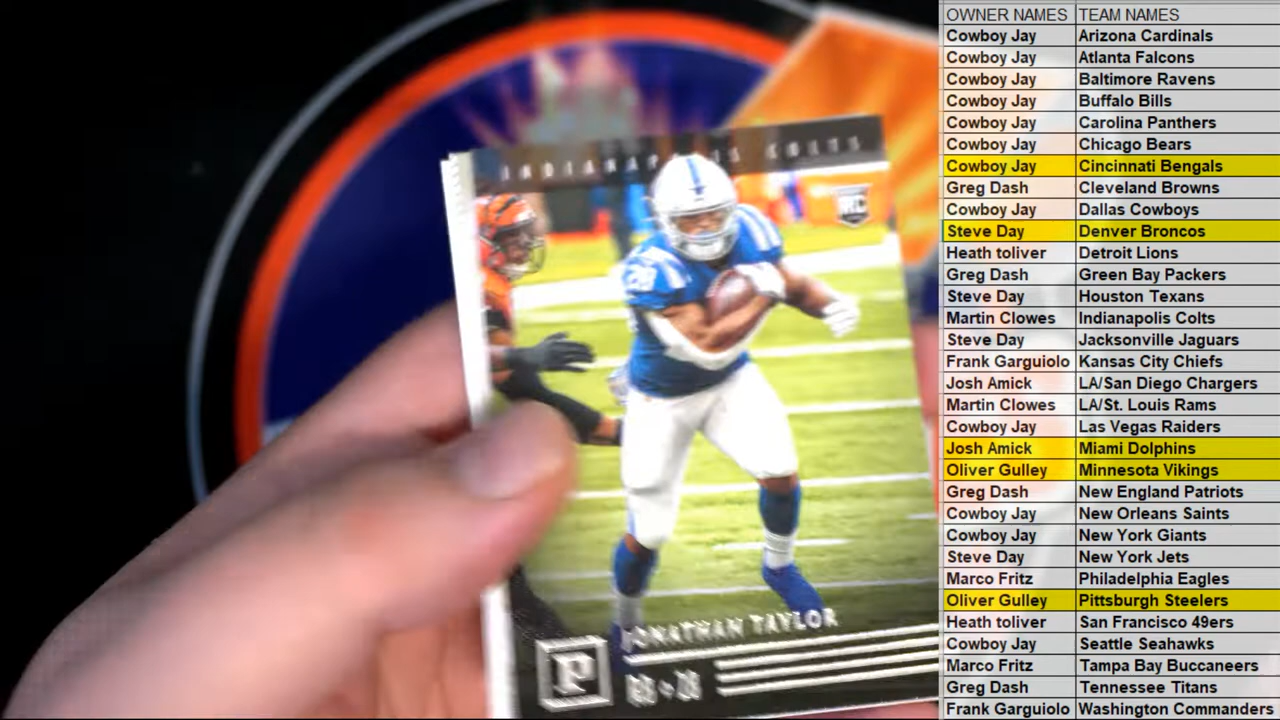 INDIANAPOLIS COLTS
RC
28
JONATHAN TAYLOR
P
RB • 28
OWNER NAMES TEAM NAMES
Cowboy Jay Arizona Cardinals
Cowboy Jay Atlanta Falcons
Cowboy Jay Baltimore Ravens
Cowboy Jay Buffalo Bills
Cowboy Jay Carolina Panthers
Cowboy Jay Chicago Bears
Cowboy Jay Cincinnati Bengals
Greg Dash Cleveland Browns
Cowboy Jay Dallas Cowboys
Steve Day Denver Broncos
Heath toliver Detroit Lions
Greg Dash Green Bay Packers
Steve Day Houston Texans
Martin Clowes Indianapolis Colts
Steve Day Jacksonville Jaguars
Frank Garguiolo Kansas City Chiefs
Josh Amick LA/San Diego Chargers
Martin Clowes LA/St. Louis Rams
Cowboy Jay Las Vegas Raiders
Josh Amick Miami Dolphins
Oliver Gulley Minnesota Vikings
Greg Dash New England Patriots
Cowboy Jay New Orleans Saints
Cowboy Jay New York Giants
Steve Day New York Jets
Marco Fritz Philadelphia Eagles
Oliver Gulley Pittsburgh Steelers
Heath toliver San Francisco 49ers
Cowboy Jay Seattle Seahawks
Marco Fritz Tampa Bay Buccaneers
Greg Dash Tennessee Titans
Frank Garguiolo Washington Commanders